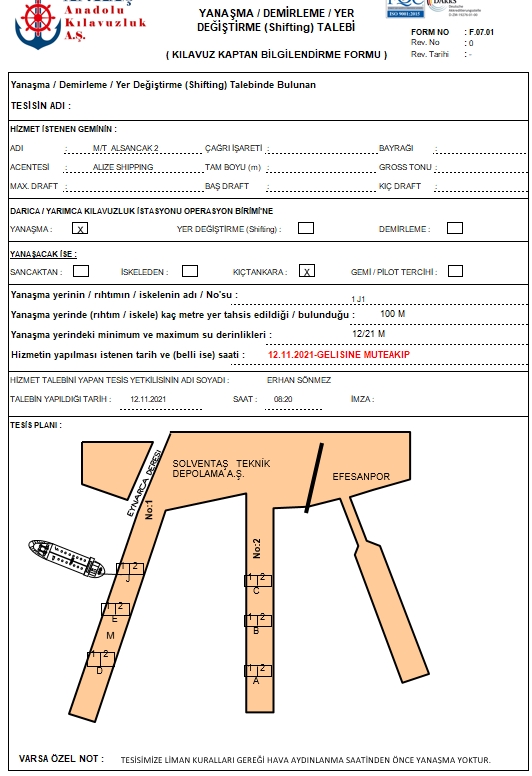 Anadolu
Kılavuzluk
A.Ş.
YANAŞMA / DEMİRLEME / YER
DEĞİŞTİRME (Shifting) TALEBİ
( KILAVUZ KAPTAN BİLGİLENDİRME FORMU )
ISO 9001:2015
DAkkS
FORM NO : F.07.01
Rev. No : 0
Rev. Tarihi : -
Yanaşma / Demirleme / Yer Değiştirme (Shifting) Talebinde Bulunan
TESİSİN ADI :
HİZMET İSTENEN GEMİNİN :
ADI : M/T ALSANCAK 2 ÇAĞRI İŞARETİ : BAYRAĞI :
ACENTESİ : ALIZE SHIPPING TAM BOYU (m) : GROSS TONU :
MAX. DRAFT : BAŞ DRAFT : KIÇ DRAFT :
DARICA / YARIMCA KILAVUZLUK İSTASYONU OPERASYON BİRİMİ'NE
YANAŞMA : X YER DEĞİŞTİRME (Shifting) : DEMİRLEME :
YANAŞACAK İSE :
SANCAKTAN : İSKELEDEN : KIÇTANKARA : X GEMİ / PİLOT TERCİHİ :
Yanaşma yerinin / rıhtımın / iskelenin adı / No'su : 1 J1
Yanaşma yerinde (rıhtım / iskele) kaç metre yer tahsis edildiği / bulunduğu : 100 M
Yanaşma yerindeki minimum ve maximum su derinlikleri : 12/21 M
Hizmetin yapılması istenen tarih ve (belli ise) saati : 12.11.2021-GELISINE MUTEAKIP
HİZMET TALEBİNİ YAPAN TESİS YETKİLİSİNİN ADI SOYADI : ERHAN SÖNMEZ
TALEBİN YAPILDIĞI TARİH : 12.11.2021 SAAT : 08:20 İMZA :
TESİS PLANI :
EYNARCA DERESİ
SOLVENTAŞ TEKNİK
DEPOLAMA A.Ş.
EFESANPOR
No:1
No:2
1 2
J
1 2
C
1 2
E
1 2
B
M
1 2
D
1 2
A
VARSA ÖZEL NOT : TESİSİMİZE LİMAN KURALLARI GEREĞİ HAVA AYDINLANMA SAATİNDEN ÖNCE YANAŞMA YOKTUR.